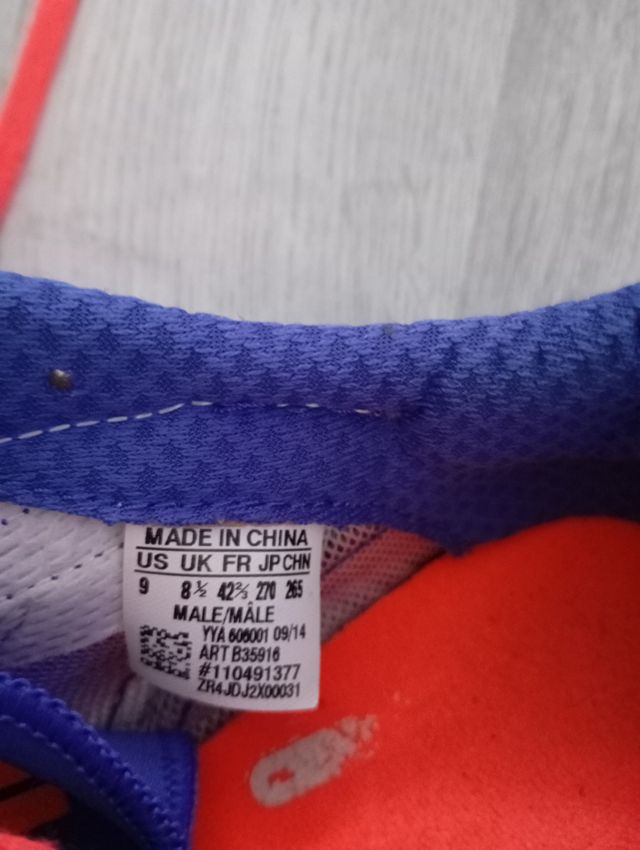 MADE IN CHINA
US UK FR JP CHN
9 8½ 42⅔ 270 265
MALE/MÂLE
YYA 606001 09/14
ART B35916
#110491377
ZR4JDJ2X00031